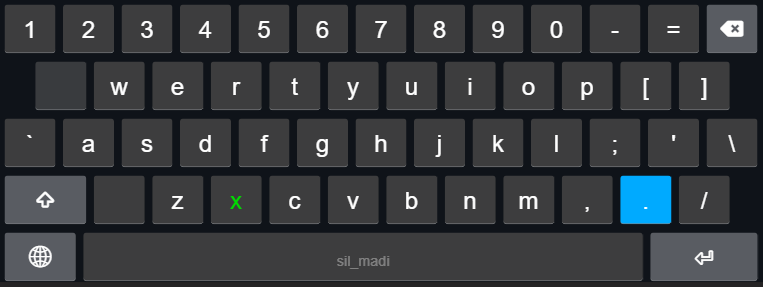 1 2 3 4 5 6 7 8 9 0 - =
w e r t y u i o p [ ]
` a s d f g h j k l ; ' \
z x c v b n m , . /
sil_madi